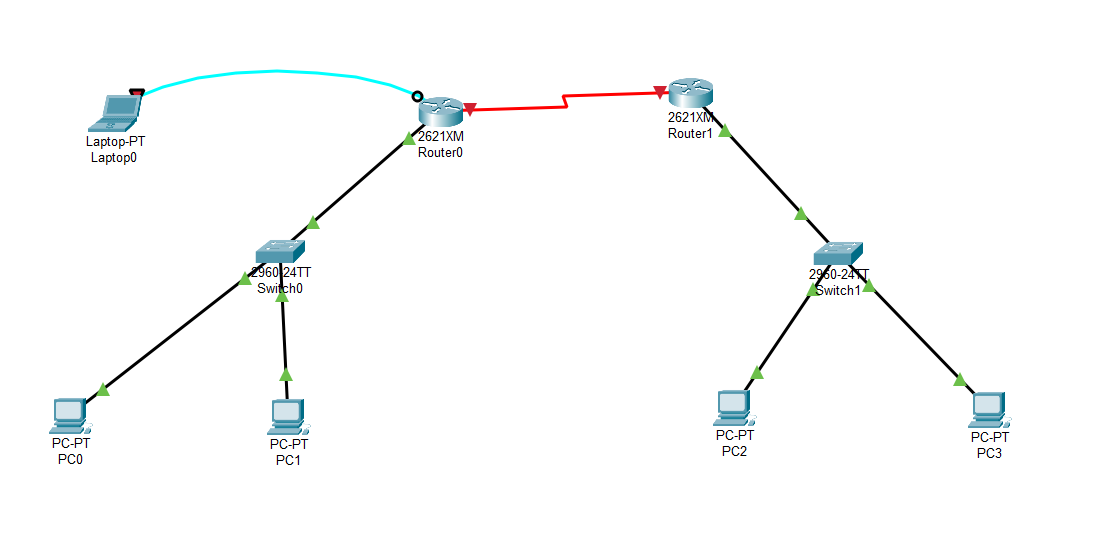 Laptop-PT
Laptop0
2621XM
Router0
2621XM
Router1
2960-24TT
Switch0
2960-24TT
Switch1
PC-PT
PC0
PC-PT
PC1
PC-PT
PC2
PC-PT
PC3